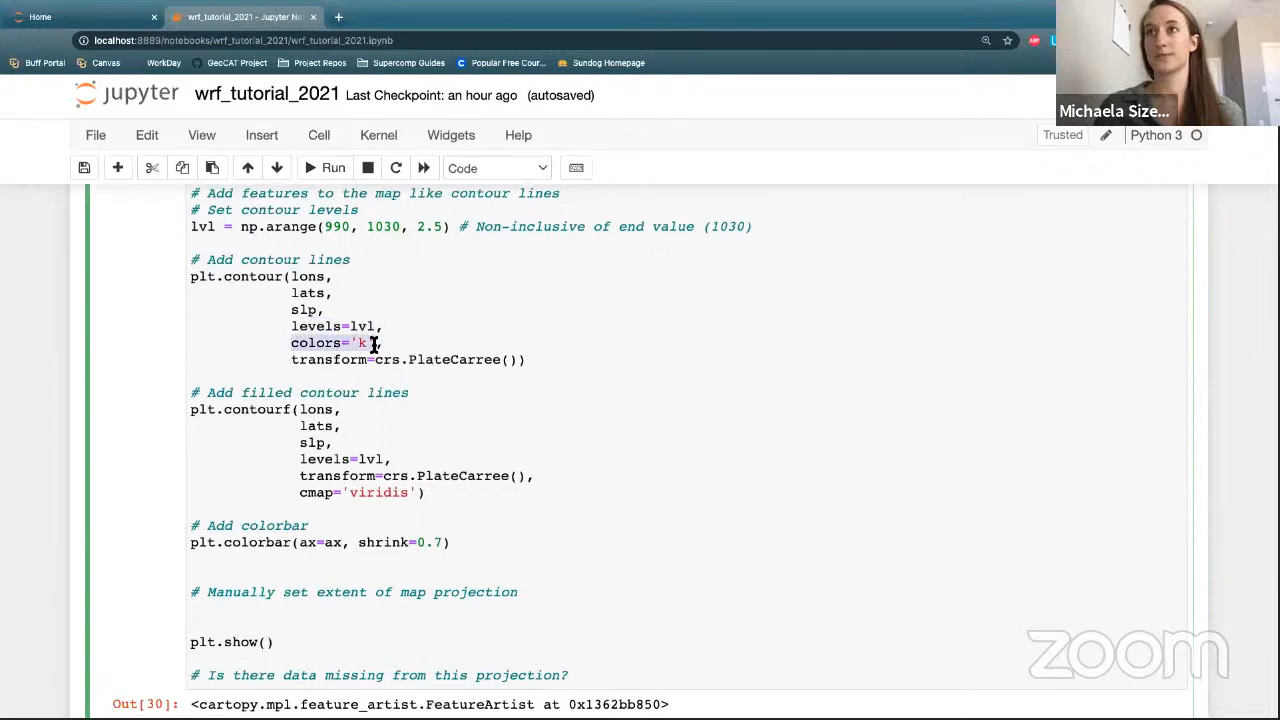 Home
wrf_tutorial_2021 - Jupyter No
localhost:8889/notebooks/wrf_tutorial_2021/wrf_tutorial_2021.ipynb
ABP
Buff Portal Canvas WorkDay GeoCAT Project Project Repos Supercomp Guides Popular Free Cour... Sundog Homepage
Michaela Size...
jupyter wrf_tutorial_2021 Last Checkpoint: an hour ago (autosaved)
File Edit View Insert Cell Kernel Widgets Help Trusted Python 3
Run Code
# Add features to the map like contour lines
# Set contour levels
lvl = np.arange(990, 1030, 2.5) # Non-inclusive of end value (1030)
# Add contour lines
plt.contour(lons,
lats,
slp,
levels=lvl,
colors='k',
transform=crs.PlateCarree())
# Add filled contour lines
plt.contourf(lons,
lats,
slp,
levels=lvl,
transform=crs.PlateCarree(),
cmap='viridis')
# Add colorbar
plt.colorbar(ax=ax, shrink=0.7)
# Manually set extent of map projection
plt.show()
zoom
# Is there data missing from this projection?
Out[30]: <cartopy.mpl.feature_artist.FeatureArtist at 0x1362bb850>